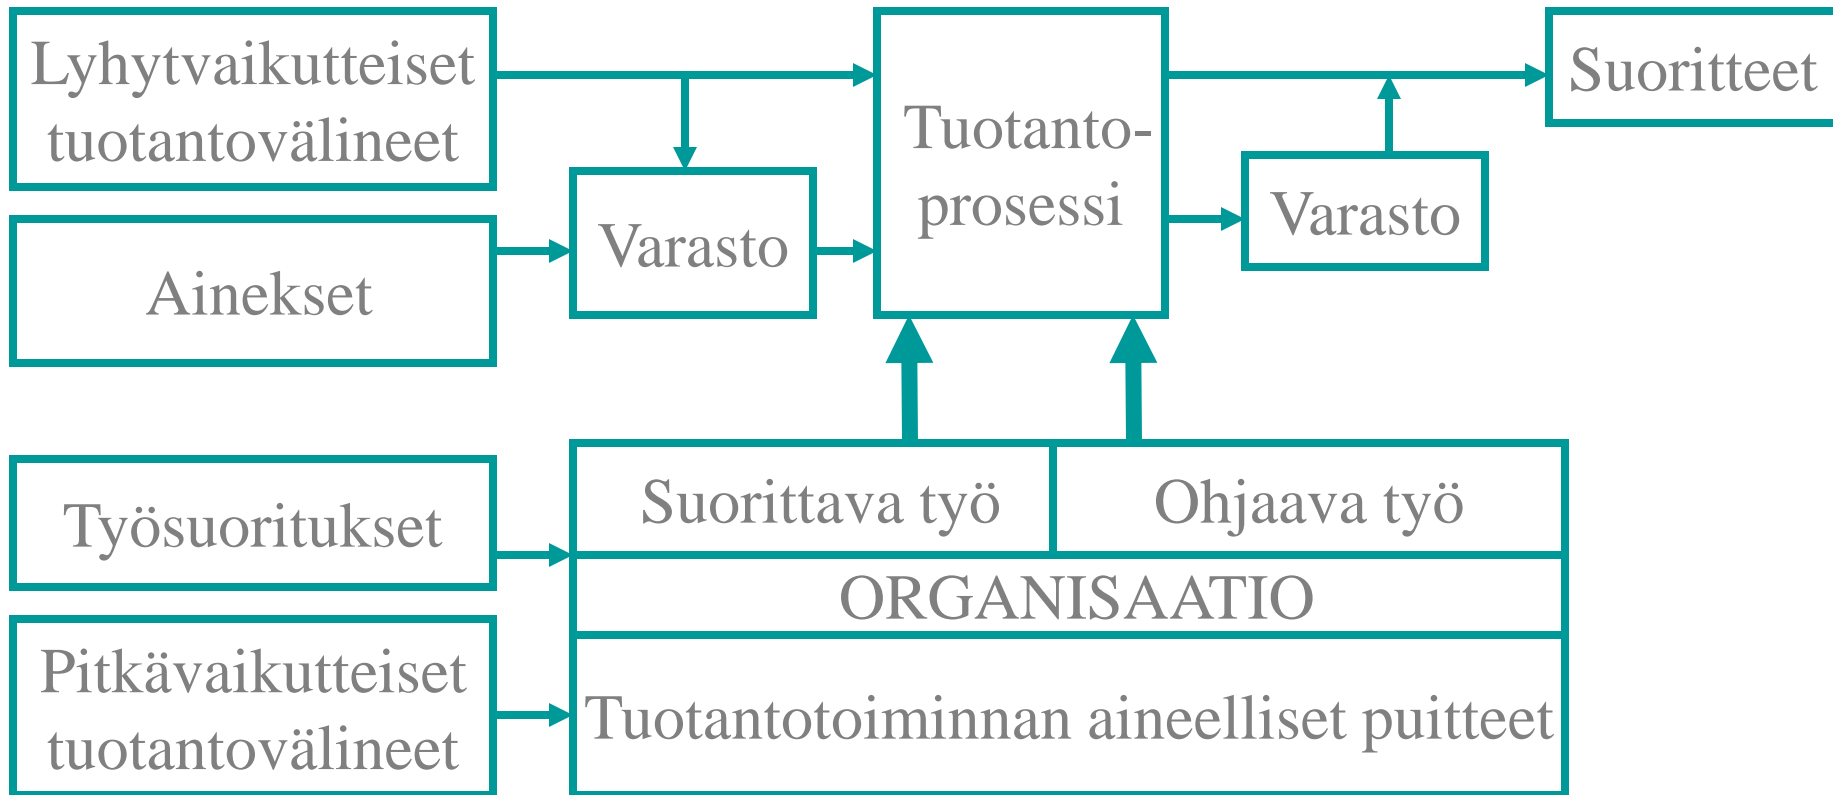 Lyhytvaikutteiset
tuotantovälineet
Ainekset
Varasto
Tuotanto-
prosessi
Varasto
Suoritteet
Työsuoritukset
Suorittava työ
Ohjaava työ
ORGANISAATIO
Pitkävaikutteiset
tuotantovälineet
Tuotantotoiminnan aineelliset puitteet